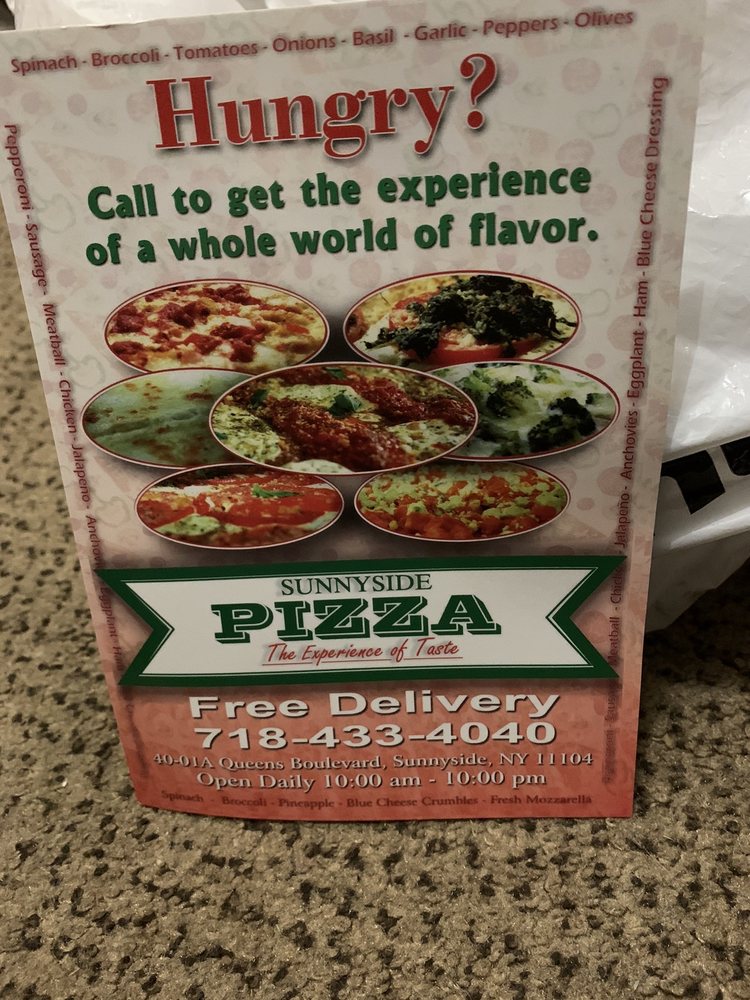 Spinach - Broccoli - Tomatoes - Onions - Basil - Garlic - Peppers - Olives
Hungry?
Call to get the experience
of a whole world of flavor.
Pepperoni - Sausage - Meatball - Chicken - Jalapeno - Anchov
Jalapeno - Anchovies - Eggplant - Ham - Blue Cheese Dressing
SUNNYSIDE
PIZZA
The Experience of Taste
Free Delivery
718-433-4040
40-01A Queens Boulevard, Sunnyside, NY 11104
Open Daily 10:00 am - 10:00 pm
Spinach - Broccoli - Pineapple - Blue Cheese Crumbles - Fresh Mozzarella